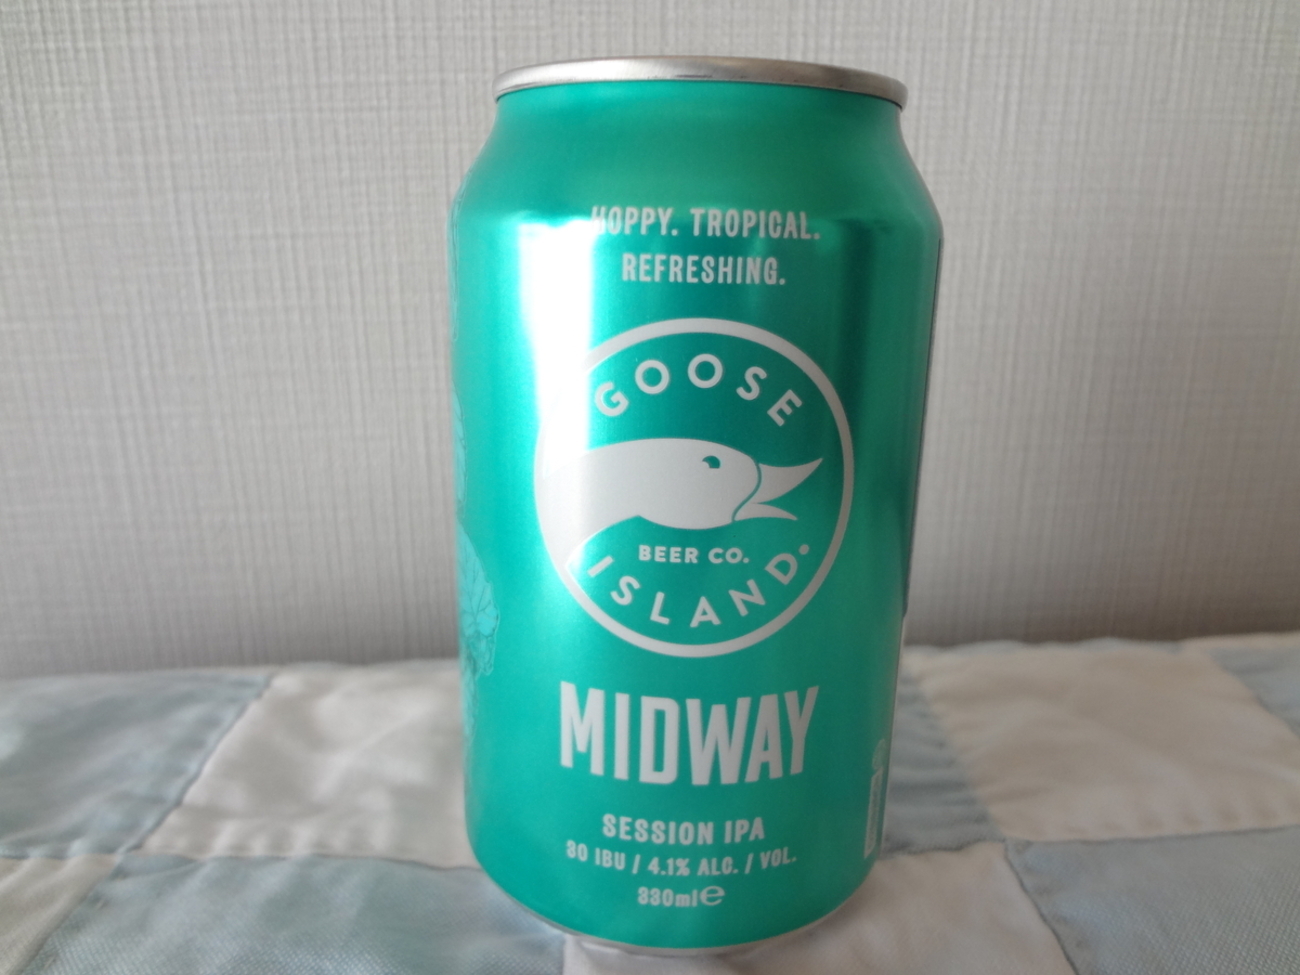 HOPPY. TROPICAL.
REFRESHING.
GOOSE
BEER CO.
ISLAND.
MIDWAY
SESSION IPA
30 IBU / 4.1% ALC. / VOL.
330ml℮